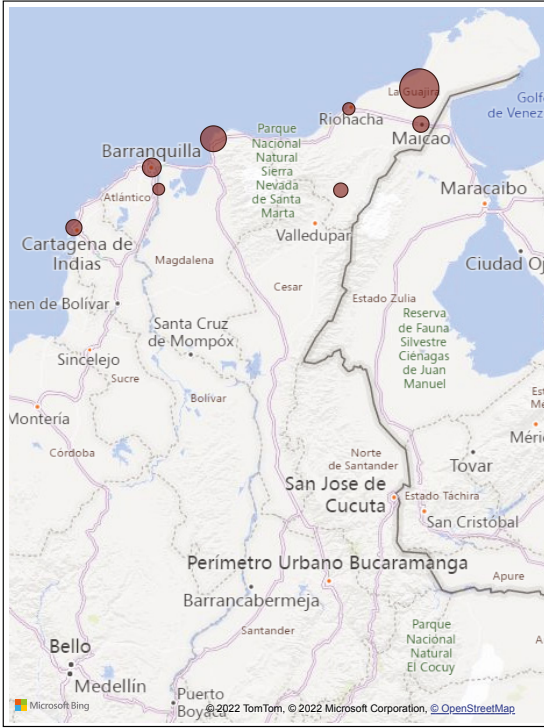 La Guajira
Golf
de Venez
Riohacha
Maicao
Parque
Nacional
Natural
Sierra
Nevada
de Santa
Marta
Barranquilla
Atlántico
Maracaibo
Valledupar
Cartagena de
Indias
Magdalena
Ciudad Oj
Cesar
Estado Zulia
men de Bolívar
Reserva
de Fauna
Silvestre
Ciénagas
de Juan
Manuel
Santa Cruz
de Mompóx
Sincelejo
Sucre
Bolívar
Est
Me
Montería
Méri
Córdoba
Norte
de Santander
Tovar
San Jose de
Cucuta
Estado Táchira
San Cristóbal
Perímetro Urbano Bucaramanga
Apure
Barrancabermeja
Santander
Parque
Nacional
Natural
El Cocuy
A
Bello
Medellín
Puerto
Boyacá
Microsoft Bing
© 2022 TomTom, © 2022 Microsoft Corporation, © OpenStreetMap